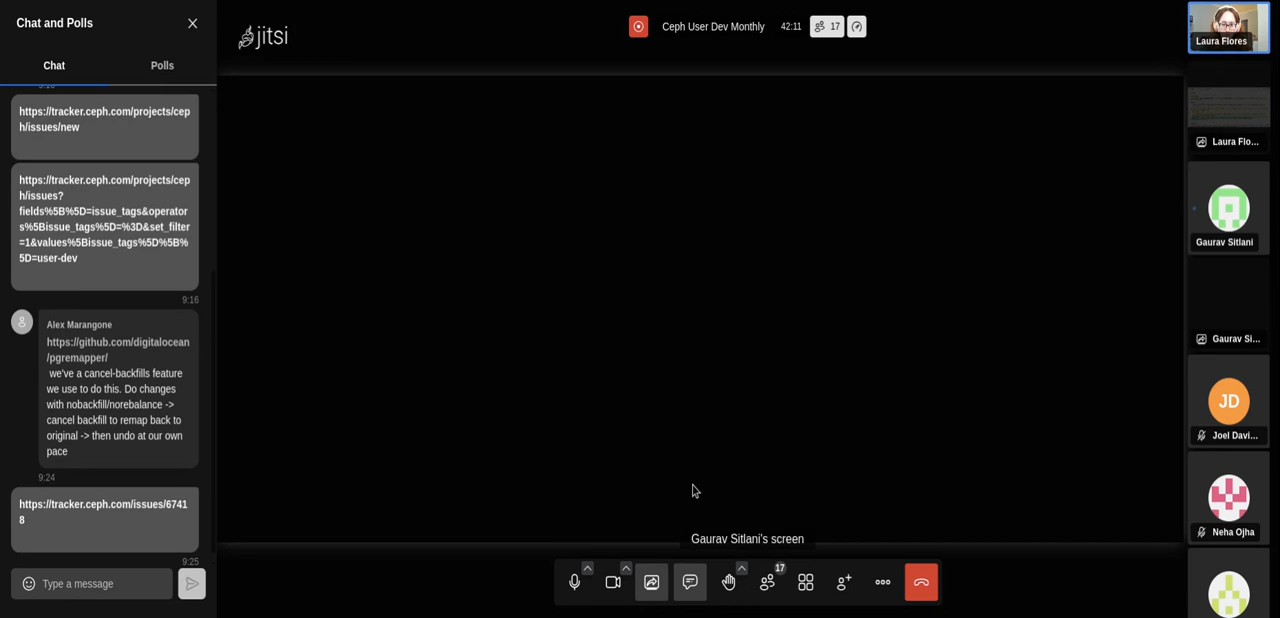 Chat and Polls
Chat
Polls
https://tracker.ceph.com/projects/cep
h/issues/new
https://tracker.ceph.com/projects/cep
h/issues?
fields%5B%5D=issue_tags&operator
s%5Bissue_tags%5D=%3D&set_filter
=1&values%5Bissue_tags%5D%5B%
5D=user-dev
9:16
Alex Marangone
https://github.com/digitalocean
/pgremapper/
we've a cancel-backfills feature
we use to do this. Do changes
with nobackfill/norebalance ->
cancel backfill to remap back to
original -> then undo at our own
pace
9:24
https://tracker.ceph.com/issues/6741
8
9:25
Type a message
jitsi
Ceph User Dev Monthly
42:11
17
Gaurav Sitlani's screen
17
Laura Flores
Laura Flo...
Gaurav Sitlani
Gaurav Si...
JD
Joel Davi...
Neha Ojha